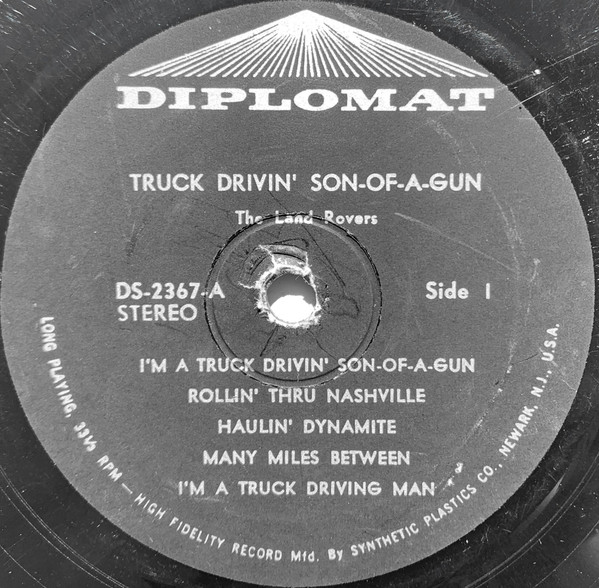 DIPLOMAT
TRUCK DRIVIN' SON-OF-A-GUN
The Land Rovers
DS-2367-A
STEREO
Side 1
I'M A TRUCK DRIVIN' SON-OF-A-GUN
ROLLIN' THRU NASHVILLE
HAULIN' DYNAMITE
MANY MILES BETWEEN
I'M A TRUCK DRIVING MAN
LONG PLAYING, 33⅓ RPM — HIGH FIDELITY RECORD Mfd. By SYNTHETIC PLASTICS CO., NEWARK, N.J., U.S.A.